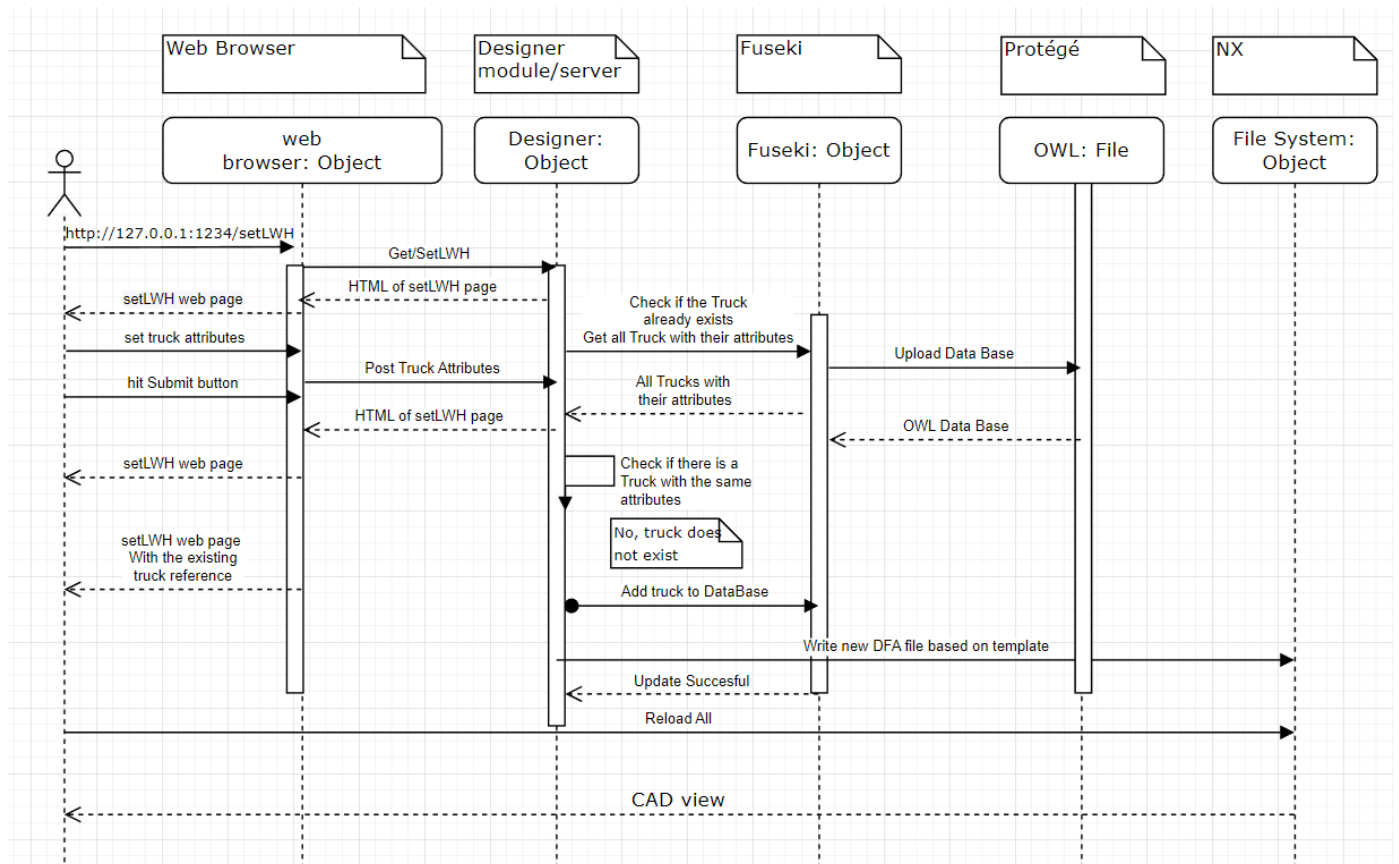 Web Browser
Designer
module/server
Fuseki
Protégé
NX
web
browser: Object
Designer:
Object
Fuseki: Object
OWL: File
File System:
Object
http://127.0.0.1:1234/setLWH
Get/SetLWH
HTML of setLWH page
setLWH web page
Check if the Truck
already exists
Get all Truck with their attributes
set truck attributes
Upload Data Base
Post Truck Attributes
hit Submit button
All Trucks with
their attributes
HTML of setLWH page
OWL Data Base
setLWH web page
Check if there is a
Truck with the same
attributes
No, truck does
not exist
setLWH web page
With the existing
truck reference
Add truck to DataBase
Write new DFA file based on template
Update Succesful
Reload All
CAD view